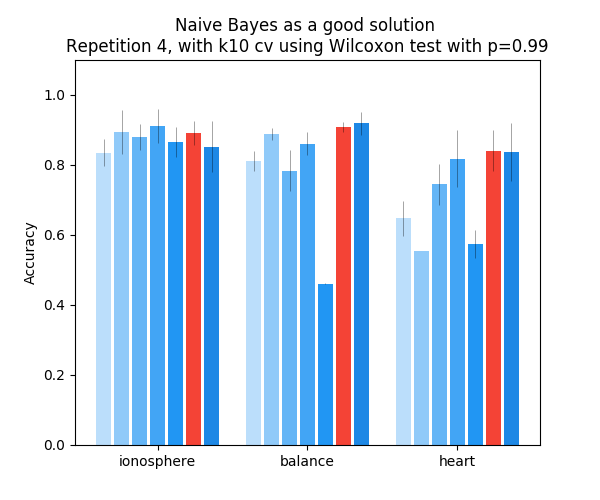 Naive Bayes as a good solution
Repetition 4, with k10 cv using Wilcoxon test with p=0.99
1.0
0.8
0.6
0.4
0.2
0.0
Accuracy
ionosphere
balance
heart